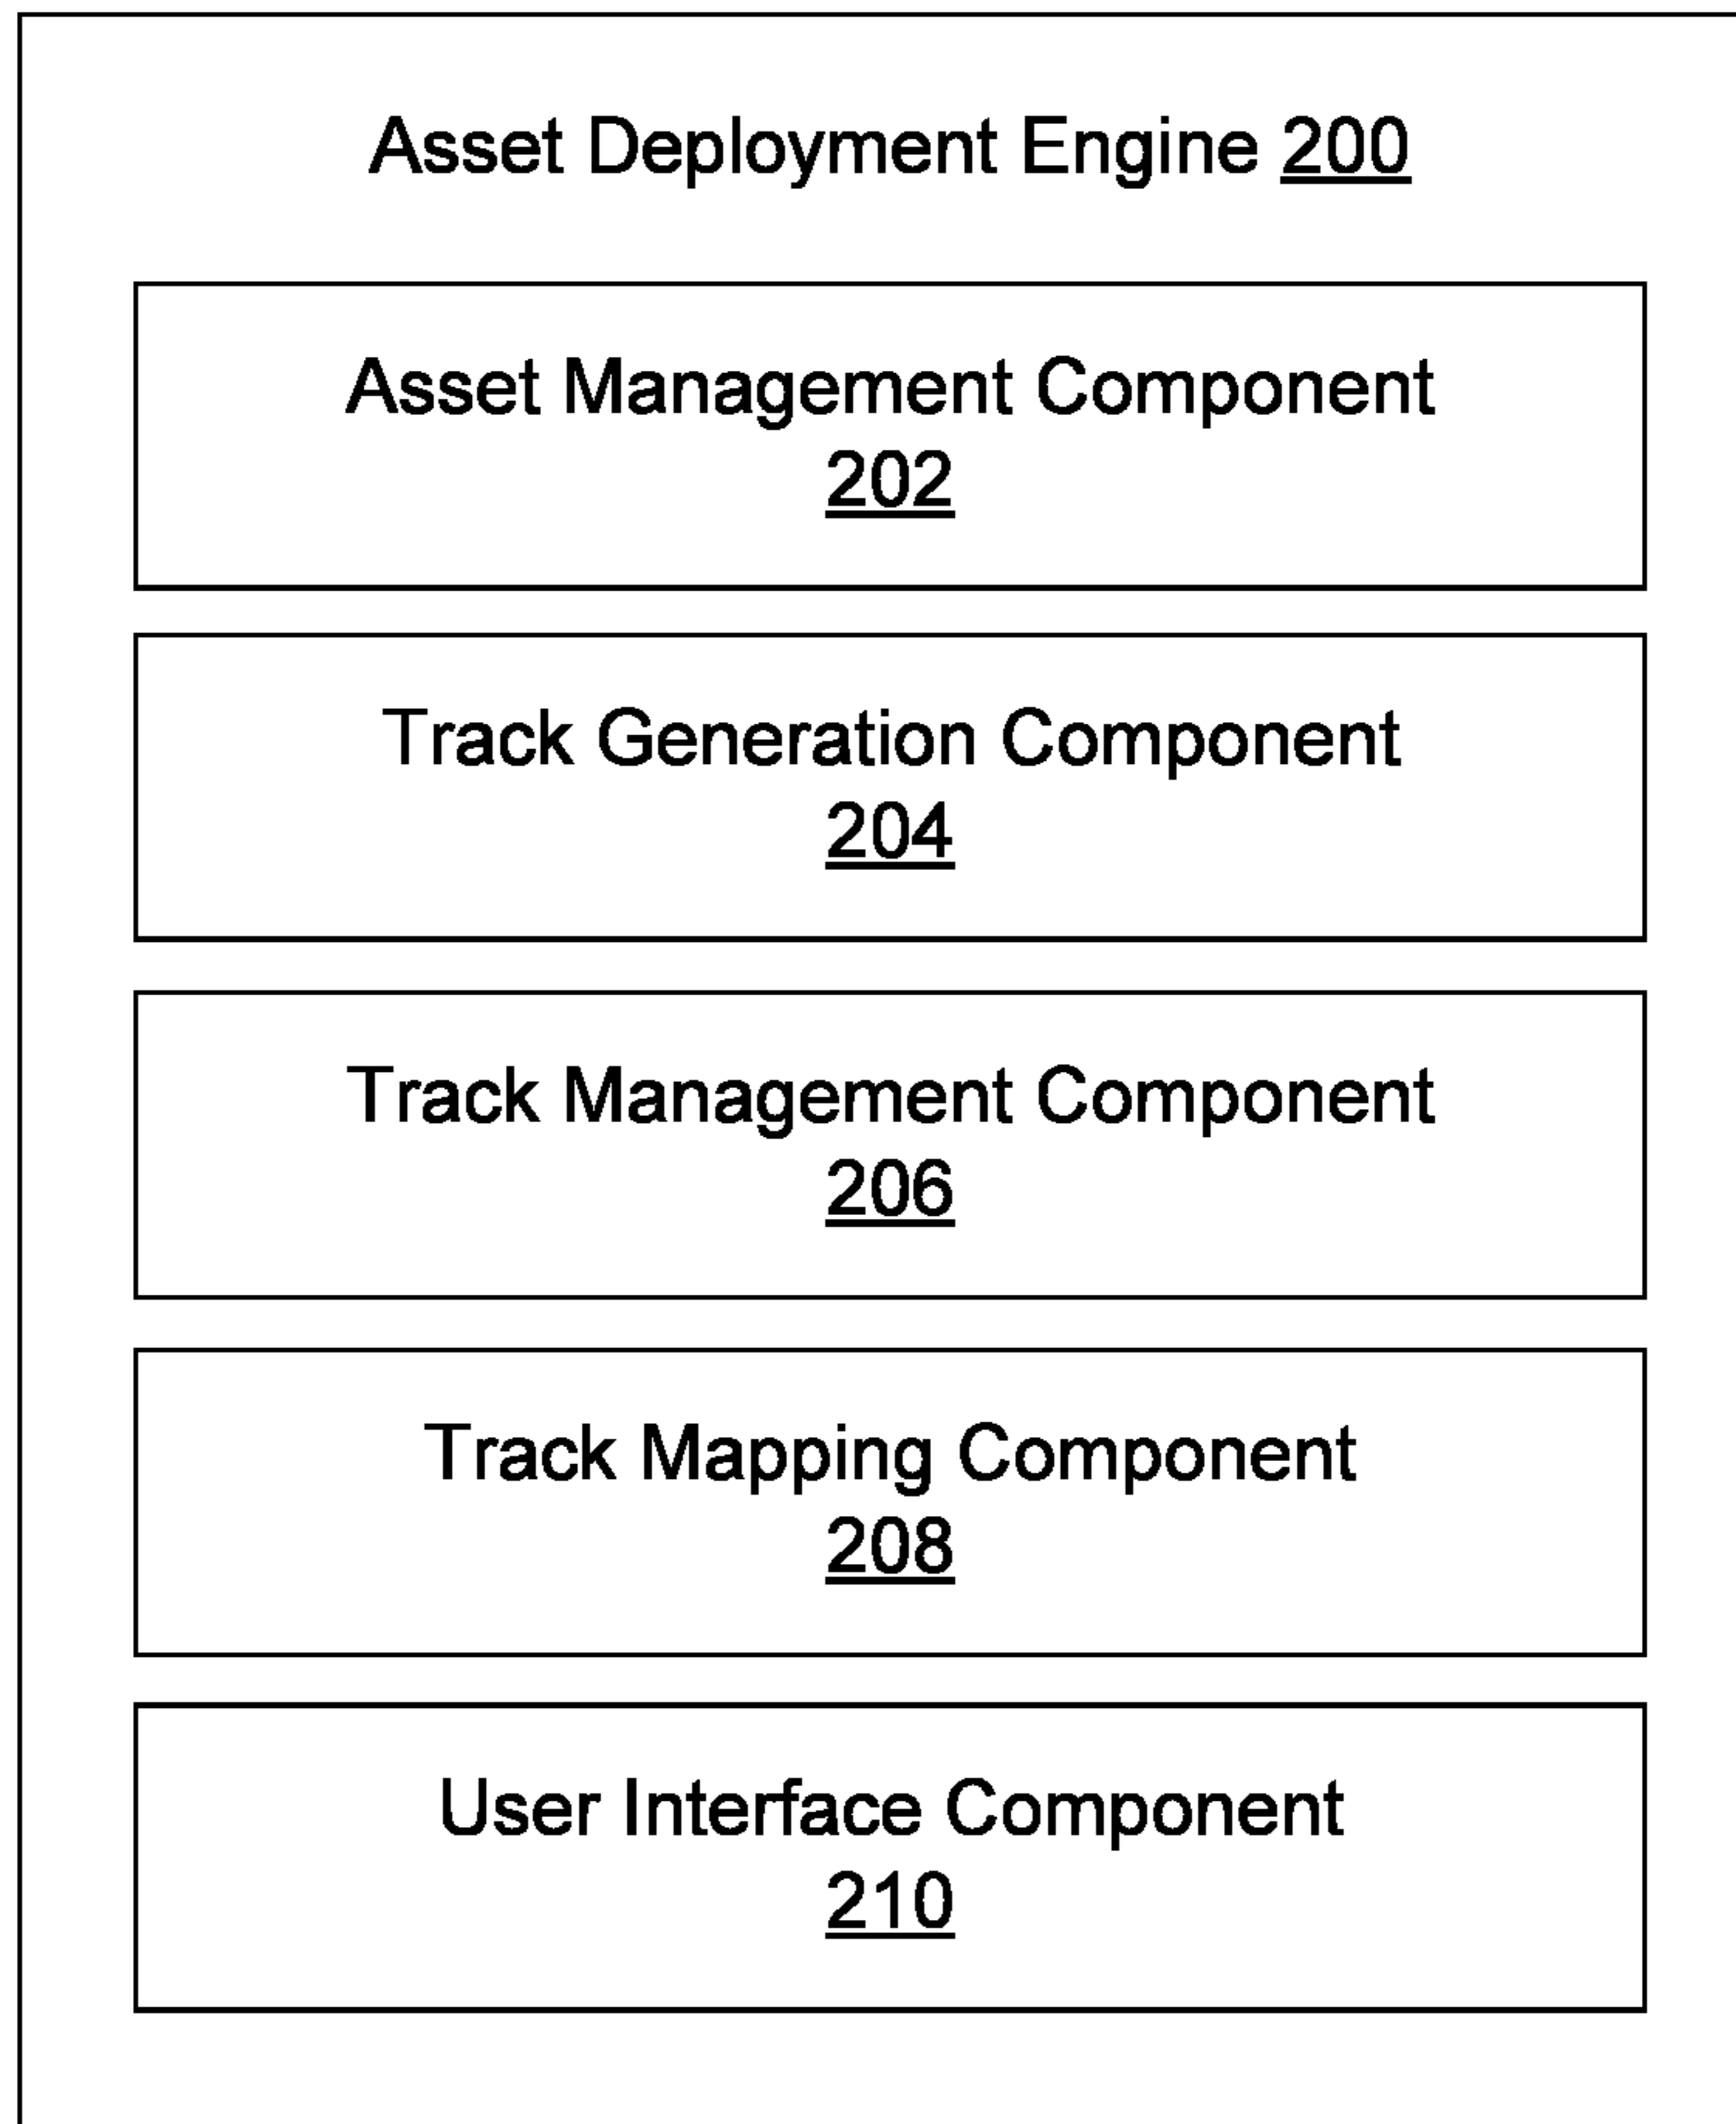 Asset Deployment Engine 200
Asset Management Component
202
Track Generation Component
204
Track Management Component
206
Track Mapping Component
208
User Interface Component
210